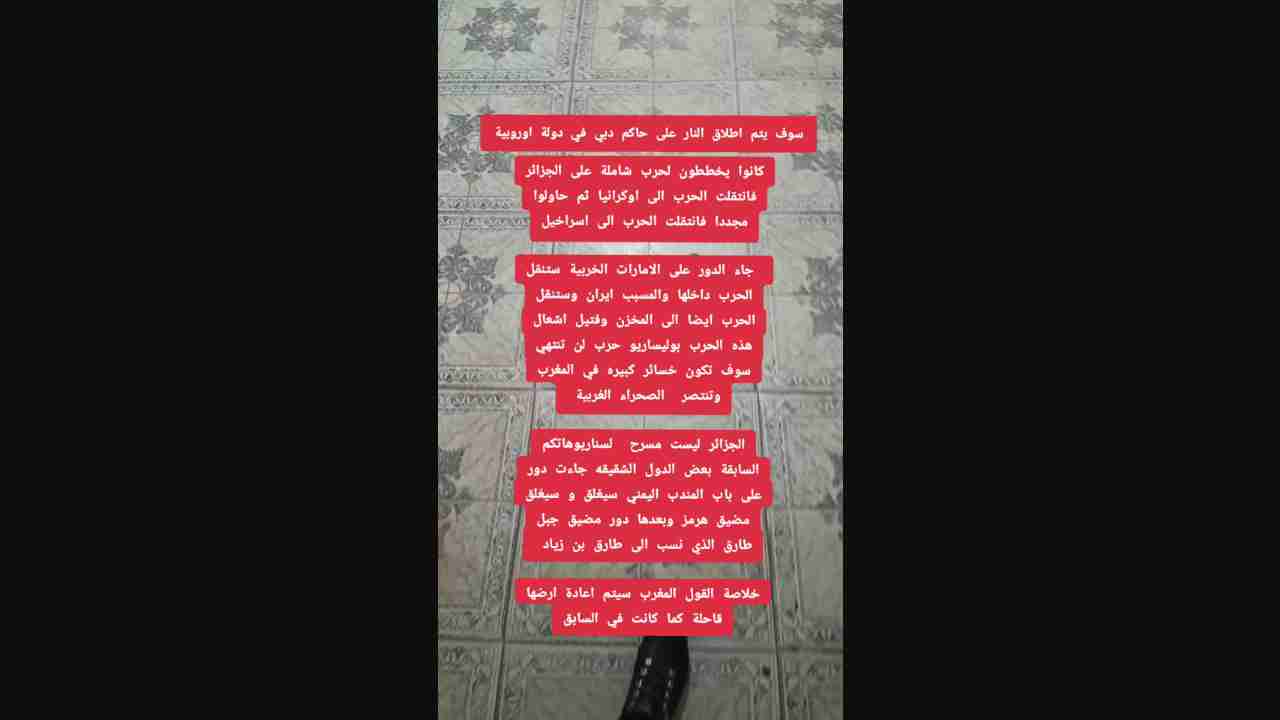 سوف يتم اطلاق النار على حاكم دبي في دولة اوروبية
كانوا يخططون لحرب شاملة على الجزائر
فانتقلت الحرب الى اوكرانيا ثم حاولوا
مجددا فانتقلت الحرب الى اسراخيل
جاء الدور على الامارات الخربية ستنقل
الحرب داخلها والمسبب ايران وستنقل
الحرب ايضا الى المخزن وفتيل اشعال
هذه الحرب بوليساريو حرب لن تنتهي
سوف تكون خسائر كبيره في المغرب
وتنتصر الصحراء الغربية
الجزائر ليست مسرح لسناريوهاتكم
السابقة بعض الدول الشقيقه جاءت دور
على باب المندب اليمني سيغلق و سيغلق
مضيق هرمز وبعدها دور مضيق جبل
طارق الذي نسب الى طارق بن زياد
خلاصة القول المغرب سيتم اعادة ارضها
قاحلة كما كانت في السابق